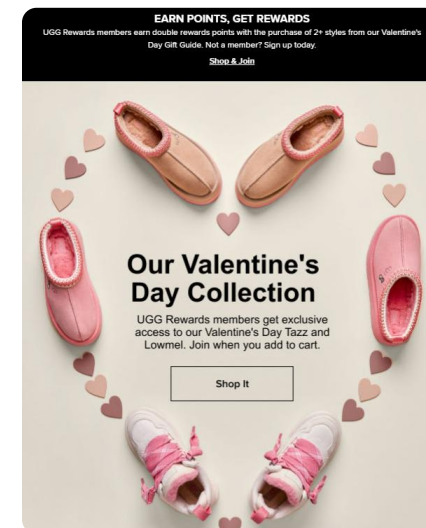 EARN POINTS, GET REWARDS
UGG Rewards members earn double rewards points with the purchase of 2+ styles from our Valentine's
Day Gift Guide. Not a member? Sign up today.
Shop & Join
Our Valentine's
Day Collection
UGG Rewards members get exclusive
access to our Valentine's Day Tazz and
Lowmel. Join when you add to cart.
Shop It